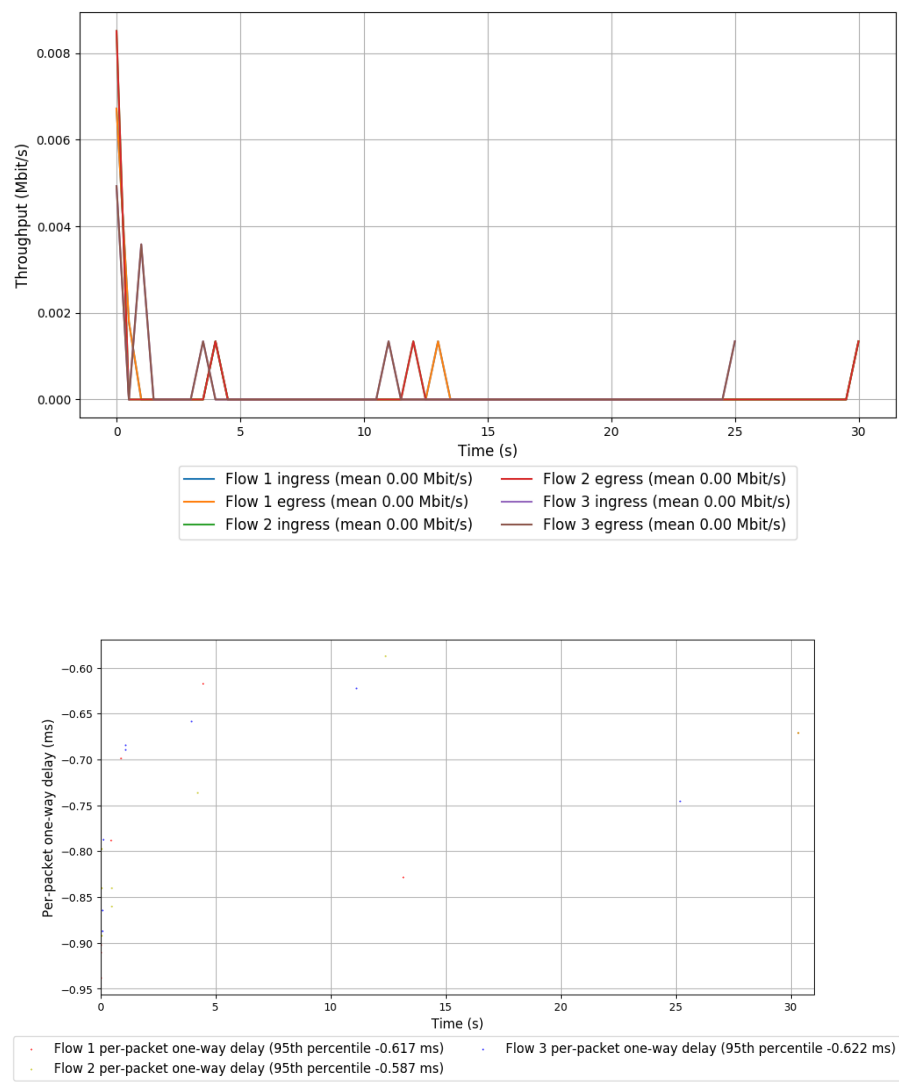 0.008
0.006
0.004
0.002
0.000
Throughput (Mbit/s)
0 5 10 15 20 25 30
Time (s)
Flow 1 ingress (mean 0.00 Mbit/s)
Flow 1 egress (mean 0.00 Mbit/s)
Flow 2 ingress (mean 0.00 Mbit/s)
Flow 2 egress (mean 0.00 Mbit/s)
Flow 3 ingress (mean 0.00 Mbit/s)
Flow 3 egress (mean 0.00 Mbit/s)
−0.60
−0.65
−0.70
−0.75
−0.80
−0.85
−0.90
−0.95
Per-packet one-way delay (ms)
0 5 10 15 20 25 30
Time (s)
Flow 1 per-packet one-way delay (95th percentile -0.617 ms)
Flow 2 per-packet one-way delay (95th percentile -0.587 ms)
Flow 3 per-packet one-way delay (95th percentile -0.622 ms)